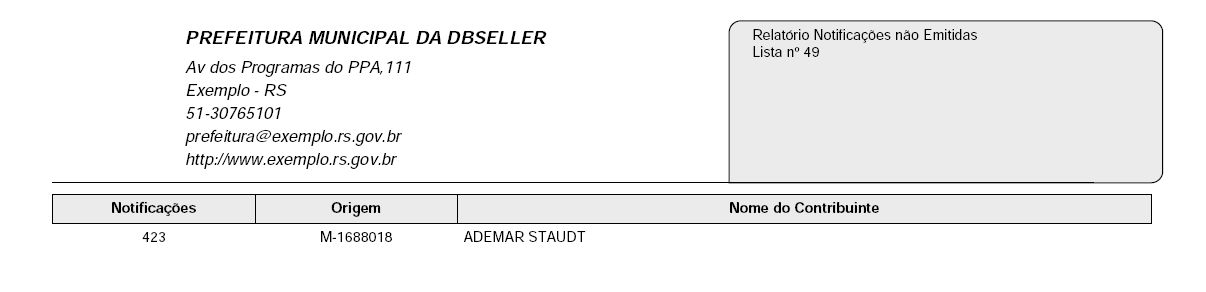 PREFEITURA MUNICIPAL DA DBSELLER
Av dos Programas do PPA,111
Exemplo - RS
51-30765101
prefeitura@exemplo.rs.gov.br
http://www.exemplo.rs.gov.br
Relatório Notificações não Emitidas
Lista nº 49
Notificações Origem Nome do Contribuinte
423 M-1688018 ADEMAR STAUDT